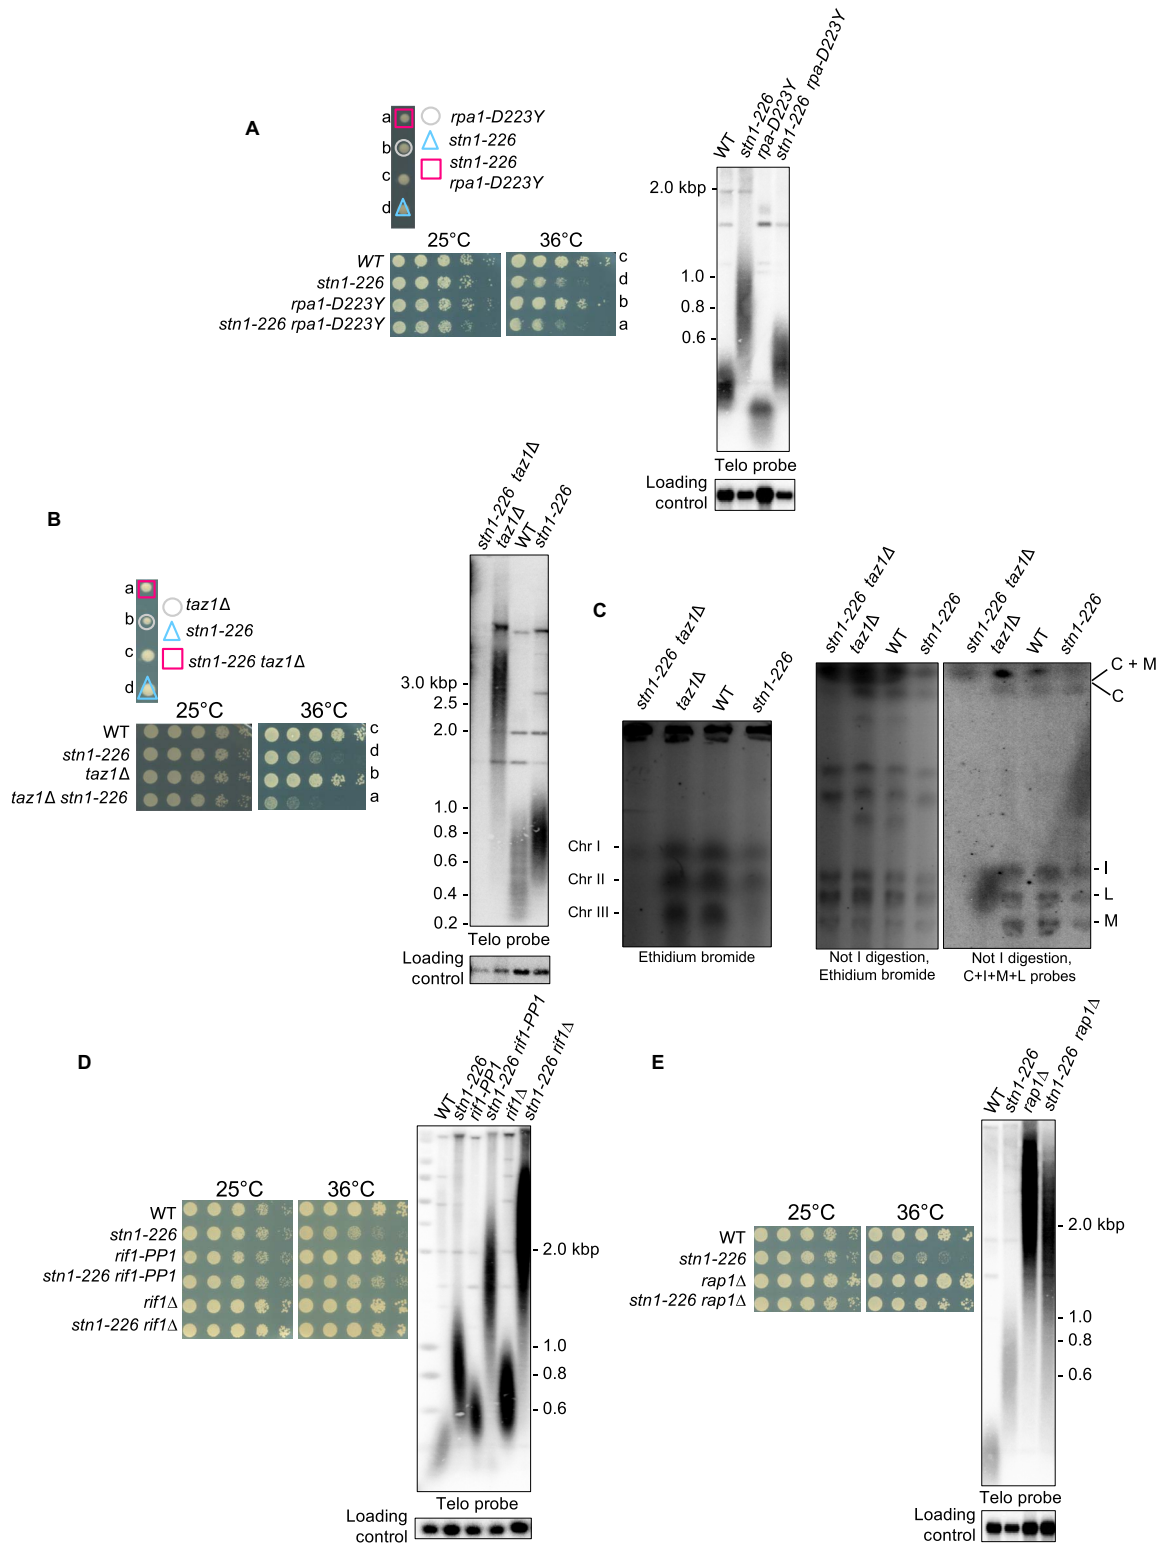 A
a
b
c
d
rpa1-D223Y
stn1-226
stn1-226
rpa1-D223Y
25°C
36°C
WT
stn1-226
rpa1-D223Y
stn1-226 rpa1-D223Y
c
d
b
a
WT
stn1-226
rpa-D223Y
stn1-226 rpa-D223Y
2.0 kbp
1.0
0.8
0.6
Telo probe
Loading
control
B
a
b
c
d
taz1Δ
stn1-226
stn1-226 taz1Δ
25°C
36°C
WT
stn1-226
taz1Δ
taz1Δ stn1-226
c
d
b
a
stn1-226 taz1Δ
taz1Δ
WT
stn1-226
3.0 kbp
2.5
2.0
1.0
0.8
0.6
0.4
0.2
Telo probe
Loading
control
C
stn1-226 taz1Δ
taz1Δ
WT
stn1-226
Chr I
Chr II
Chr III
Ethidium bromide
stn1-226 taz1Δ
taz1Δ
WT
stn1-226
Not I digestion,
Ethidium bromide
stn1-226 taz1Δ
taz1Δ
WT
stn1-226
C + M
C
I
L
M
Not I digestion,
C+I+M+L probes
D
25°C
36°C
WT
stn1-226
rif1-PP1
stn1-226 rif1-PP1
rif1Δ
stn1-226 rif1Δ
WT
stn1-226
rif1-PP1
stn1-226 rif1-PP1
rif1Δ
stn1-226 rif1Δ
2.0 kbp
1.0
0.8
0.6
Telo probe
Loading
control
E
25°C
36°C
WT
stn1-226
rap1Δ
stn1-226 rap1Δ
WT
stn1-226
rap1Δ
stn1-226 rap1Δ
2.0 kbp
1.0
0.8
0.6
Telo probe
Loading
control